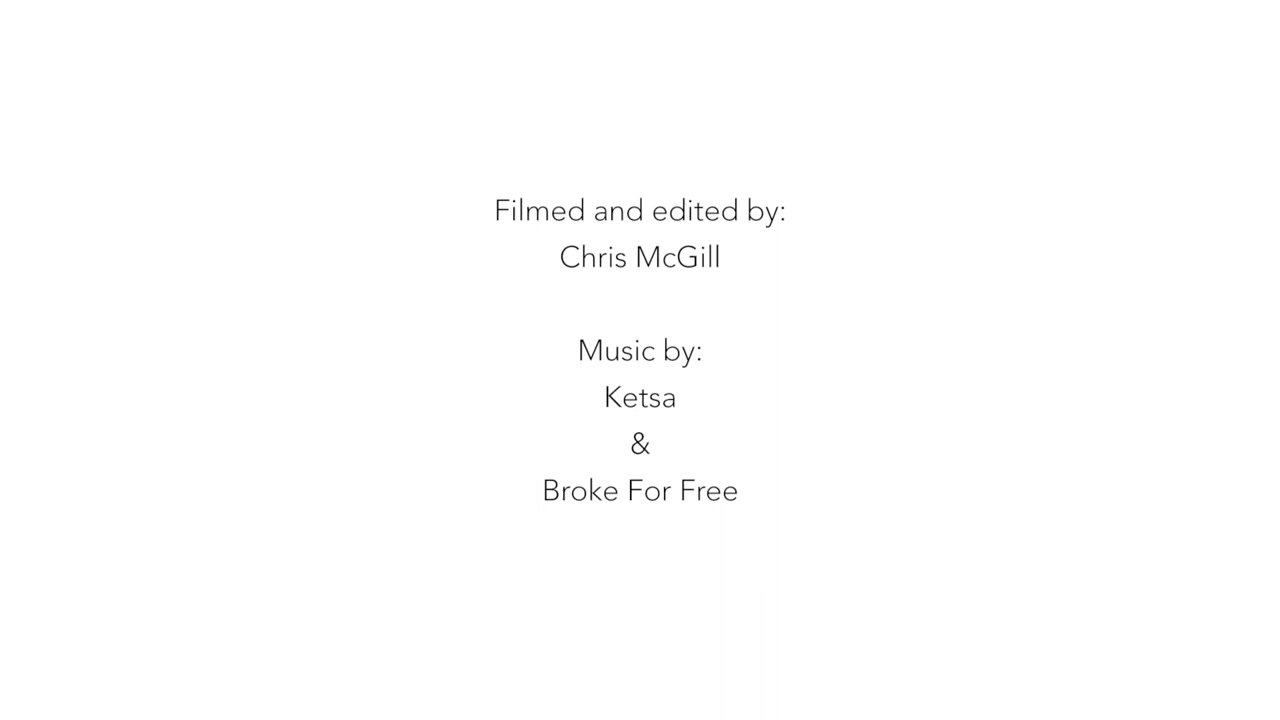 Filmed and edited by:
Chris McGill
Music by:
Ketsa
&
Broke For Free